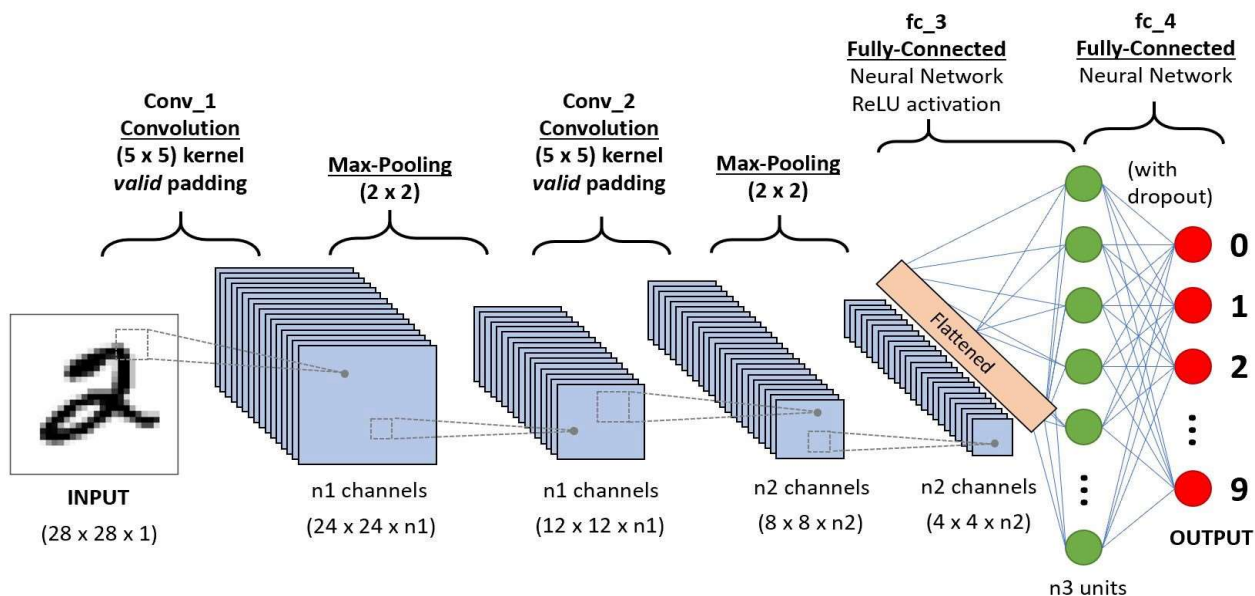 Conv_1
Convolution
(5 x 5) kernel
valid padding
Max-Pooling
(2 x 2)
Conv_2
Convolution
(5 x 5) kernel
valid padding
Max-Pooling
(2 x 2)
fc_3
Fully-Connected
Neural Network
ReLU activation
fc_4
Fully-Connected
Neural Network
(with
dropout)
Flattened
0
1
2
...
9
OUTPUT
...
n3 units
2
INPUT
(28 x 28 x 1)
n1 channels
(24 x 24 x n1)
n1 channels
(12 x 12 x n1)
n2 channels
(8 x 8 x n2)
n2 channels
(4 x 4 x n2)